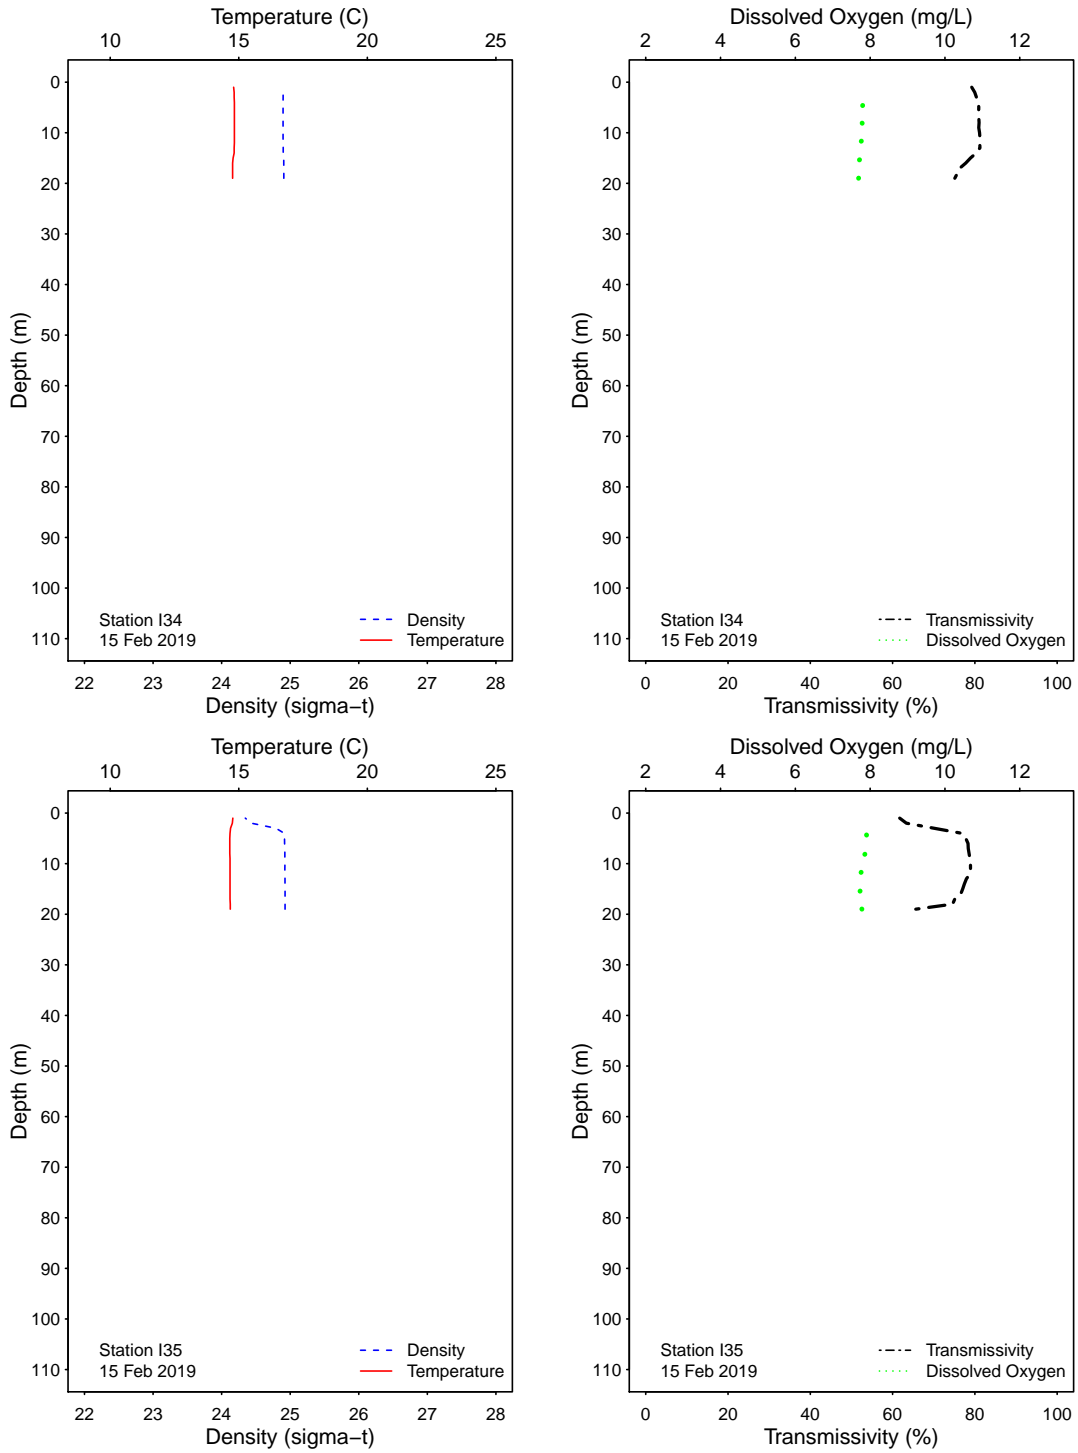 Temperature (C)
10 15 20 25
0
10
20
30
40
50
60
70
80
90
100
110
Depth (m)
Station I34
15 Feb 2019
Density
Temperature
22 23 24 25 26 27 28
Density (sigma−t)
Dissolved Oxygen (mg/L)
2 4 6 8 10 12
0
10
20
30
40
50
60
70
80
90
100
110
Depth (m)
Station I34
15 Feb 2019
Transmissivity
Dissolved Oxygen
0 20 40 60 80 100
Transmissivity (%)
Temperature (C)
10 15 20 25
0
10
20
30
40
50
60
70
80
90
100
110
Depth (m)
Station I35
15 Feb 2019
Density
Temperature
22 23 24 25 26 27 28
Density (sigma−t)
Dissolved Oxygen (mg/L)
2 4 6 8 10 12
0
10
20
30
40
50
60
70
80
90
100
110
Depth (m)
Station I35
15 Feb 2019
Transmissivity
Dissolved Oxygen
0 20 40 60 80 100
Transmissivity (%)